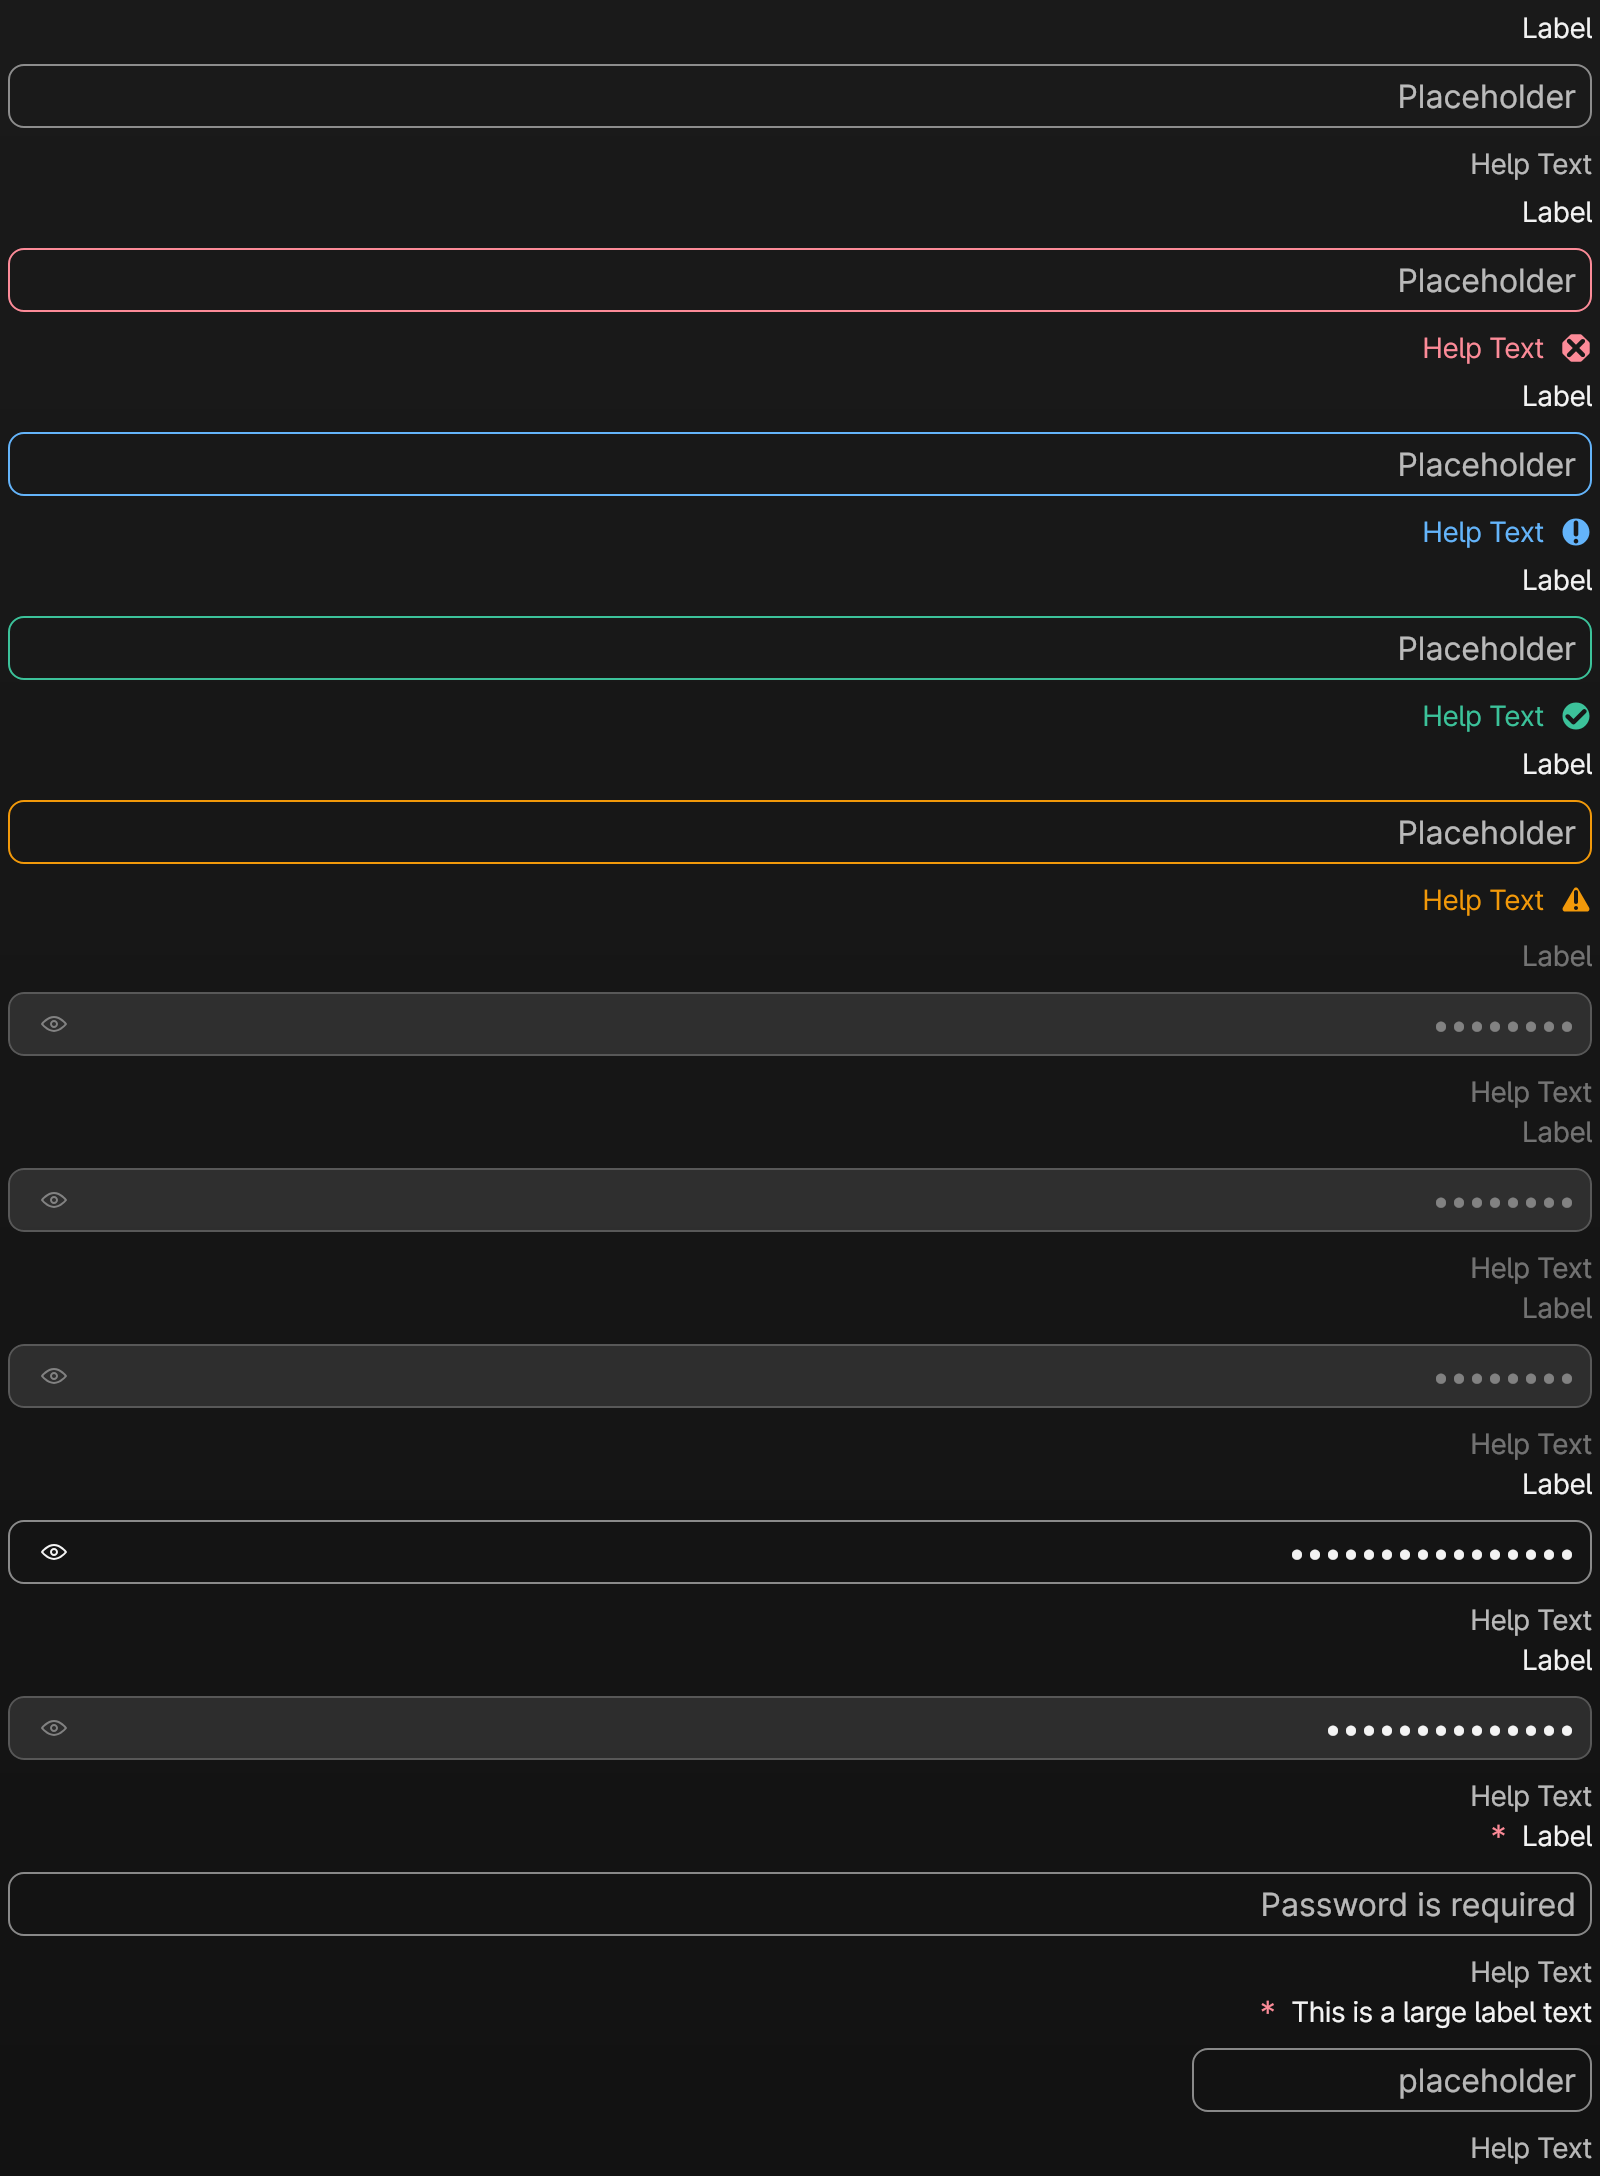 Label
Placeholder
Help Text
Label
Placeholder
Help Text
Label
Placeholder
Help Text
Label
Placeholder
Help Text
Label
Placeholder
Help Text
Label
••••••••
Help Text
Label
••••••••
Help Text
Label
••••••••
Help Text
Label
••••••••••••••••
Help Text
Label
••••••••••••••
Help Text
* Label
Password is required
Help Text
* This is a large label text
placeholder
Help Text